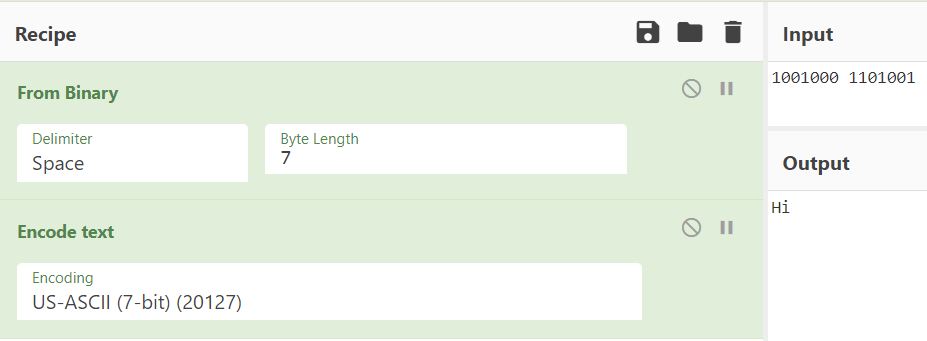 Recipe
From Binary
Delimiter
Space
Byte Length
7
Encode text
Encoding
US-ASCII (7-bit) (20127)
Input
1001000 1101001
Output
Hi